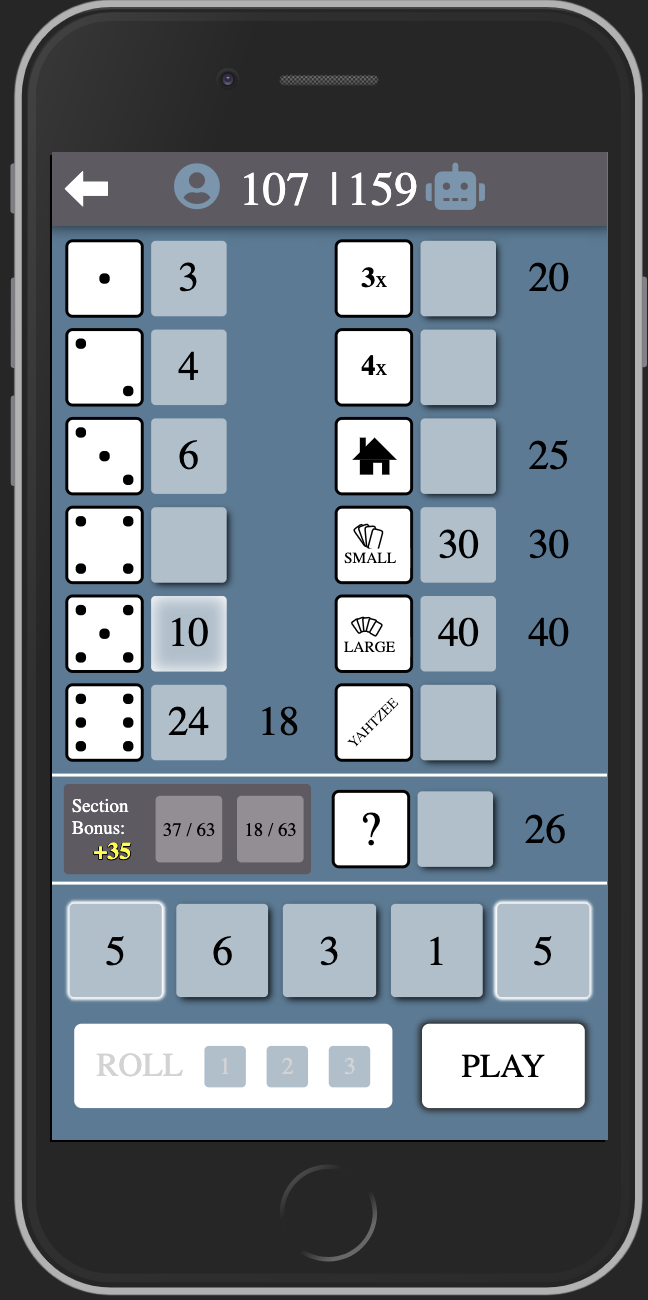 107 | 159
3 3x 20
4 4x
6 25
SMALL 30 30
10 LARGE 40 40
24 18 YAHTZEE
Section
Bonus:
+35
37 / 63 18 / 63 ? 26
5 6 3 1 5
ROLL 1 2 3 PLAY